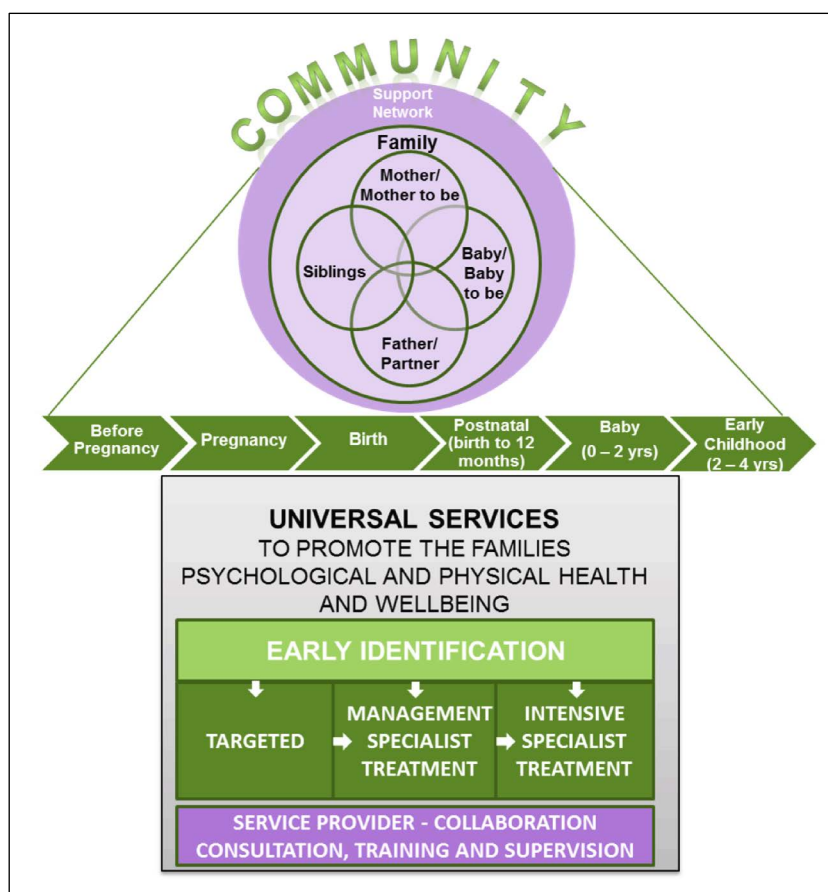 COMMUNITY
Support
Network
Family
Mother/
Mother to be
Siblings
Baby/
Baby
to be
Father/
Partner
Before
Pregnancy
Pregnancy
Birth
Postnatal
(birth to 12
months)
Baby
(0 – 2 yrs)
Early
Childhood
(2 – 4 yrs)
UNIVERSAL SERVICES
TO PROMOTE THE FAMILIES
PSYCHOLOGICAL AND PHYSICAL HEALTH
AND WELLBEING
EARLY IDENTIFICATION
TARGETED
MANAGEMENT
SPECIALIST
TREATMENT
INTENSIVE
SPECIALIST
TREATMENT
SERVICE PROVIDER - COLLABORATION
CONSULTATION, TRAINING AND SUPERVISION